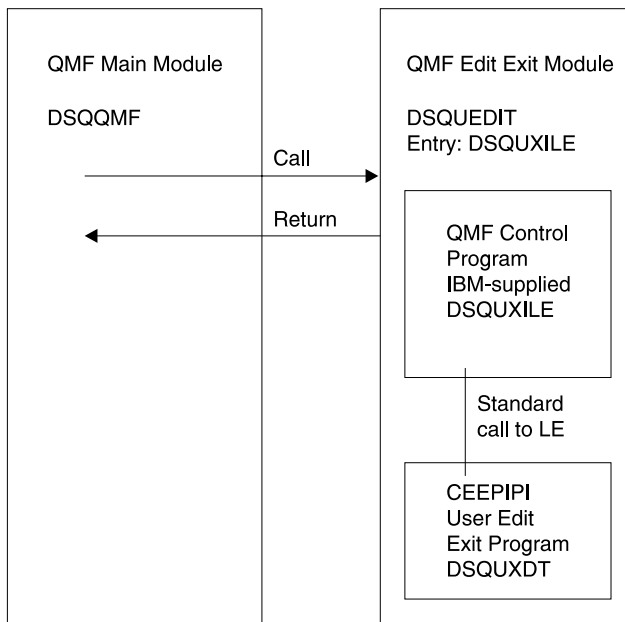 QMF Main Module
DSQQMF
Call
Return
QMF Edit Exit Module
DSQUEDIT
Entry: DSQUXILE
QMF Control
Program
IBM-supplied
DSQUXILE
Standard
call to LE
CEEPIPI
User Edit
Exit Program
DSQUXDT